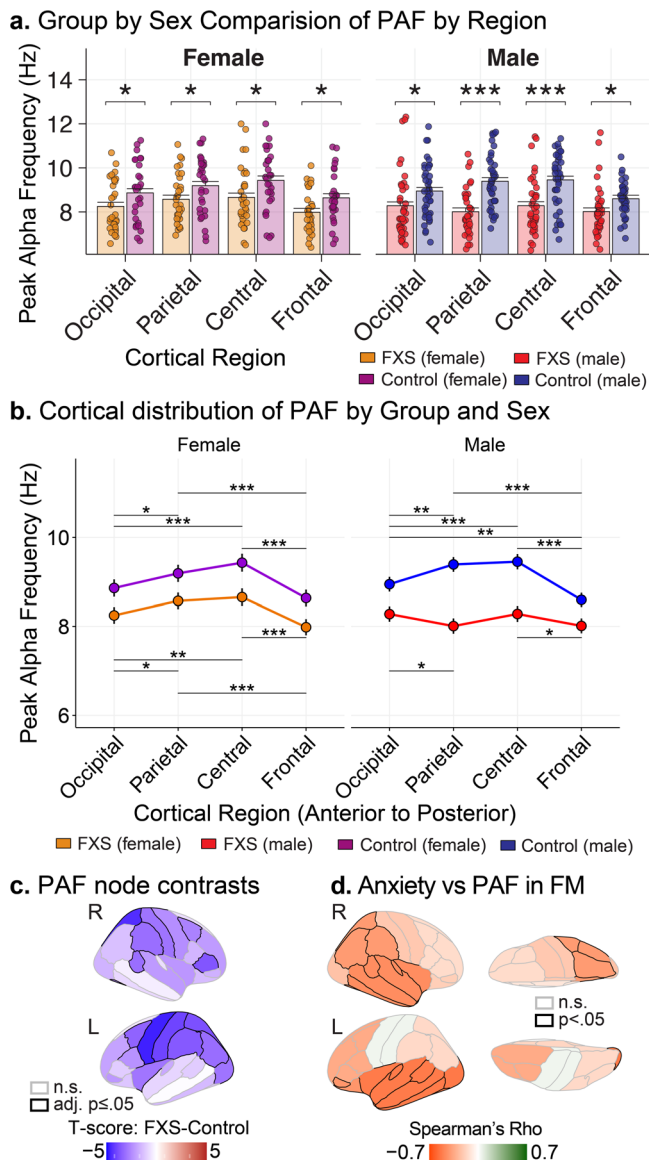 a. Group by Sex Comparision of PAF by Region
Female
Male
Peak Alpha Frequency (Hz)
14
12
10
8
* * * *
* *** *** *
Occipital Parietal Central Frontal
Occipital Parietal Central Frontal
Cortical Region
FXS (female) FXS (male)
Control (female) Control (male)
b. Cortical distribution of PAF by Group and Sex
Female
Male
Peak Alpha Frequency (Hz)
10
8
6
***
*
***
***
***
**
*
***
***
**
***
**
***
*
*
Occipital Parietal Central Frontal
Occipital Parietal Central Frontal
Cortical Region (Anterior to Posterior)
FXS (female) FXS (male) Control (female) Control (male)
c. PAF node contrasts
R
L
n.s.
adj. p≤.05
T-score: FXS-Control
−5 5
d. Anxiety vs PAF in FM
R
n.s.
p<.05
L
Spearman's Rho
−0.7 0.7